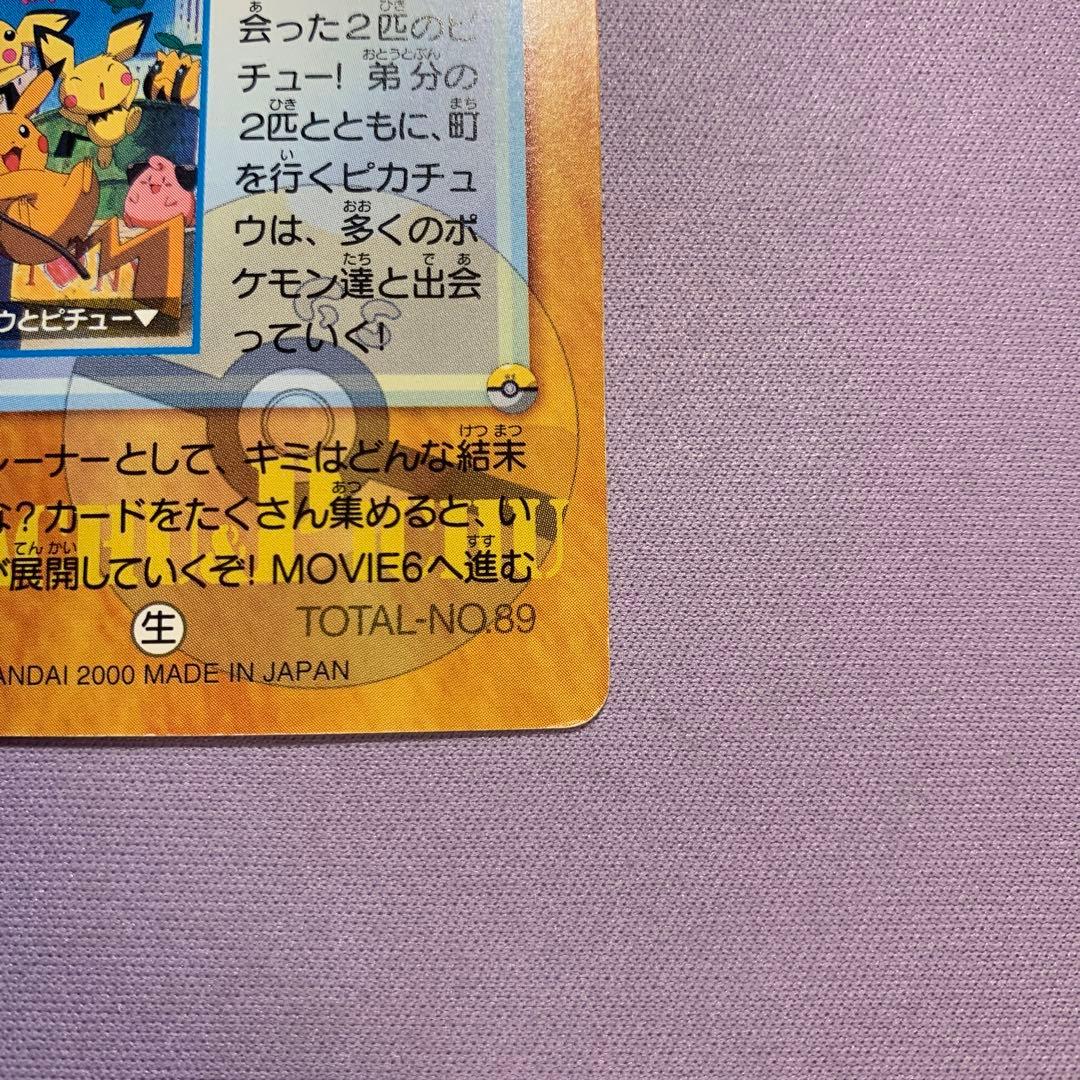 会った2匹のピ
チュー! 弟分の
2匹とともに、町
を行くピカチュ
ウは、多くのポ
ケモン達と出会
っていく!
ウとピチュー▼
レーナーとして、キミはどんな結末
な?カードをたくさん集めると、い
が展開していくぞ! MOVIE6へ進む
生
TOTAL-NO.89
ANDAI 2000 MADE IN JAPAN